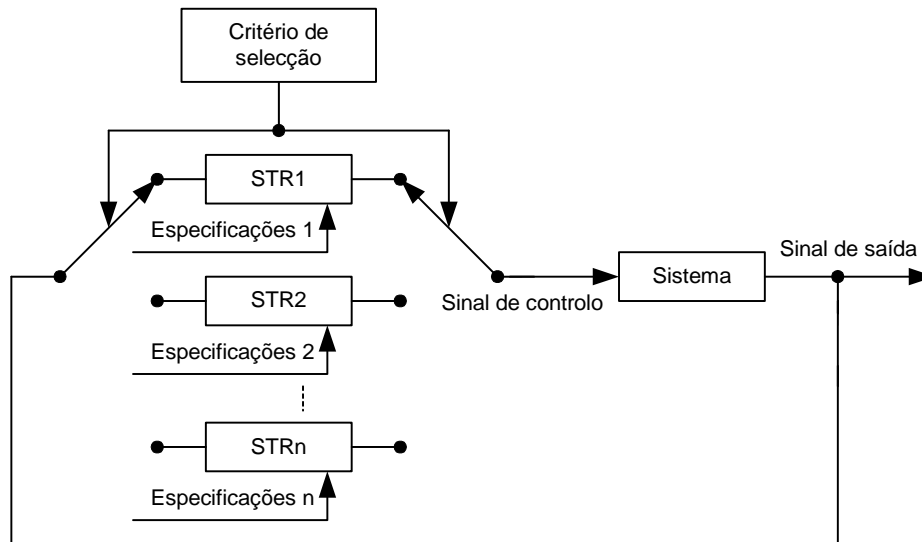 Critério de
selecção
STR1
Especificações 1
Sinal de saída
Sistema
Sinal de controlo
STR2
Especificações 2
STRn
Especificações n